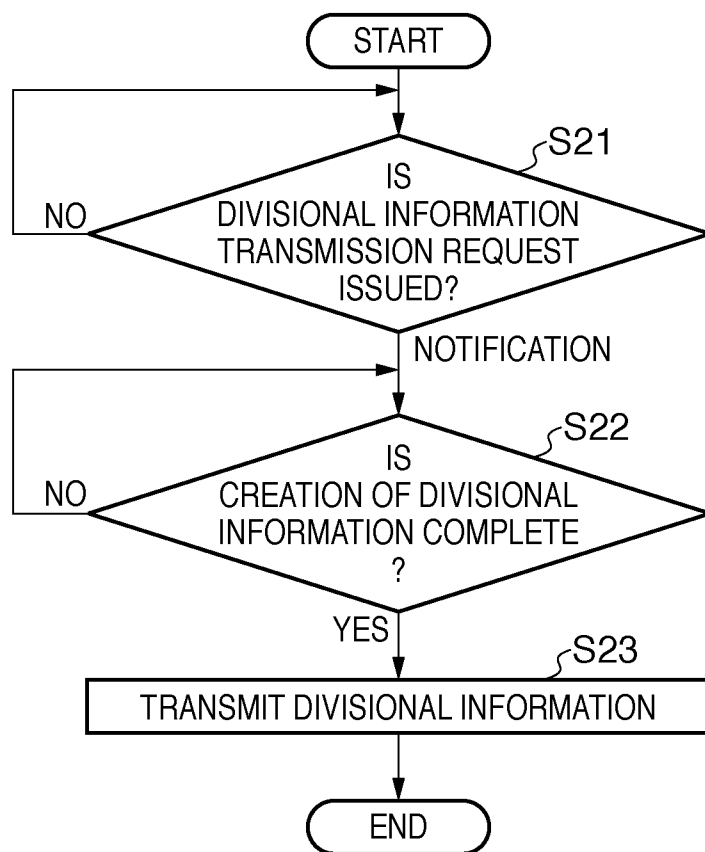 START
S21
IS
DIVISIONAL INFORMATION
TRANSMISSION REQUEST
ISSUED?
NO
NOTIFICATION
S22
IS
CREATION OF DIVISIONAL
INFORMATION COMPLETE
?
NO
YES
S23
TRANSMIT DIVISIONAL INFORMATION
END